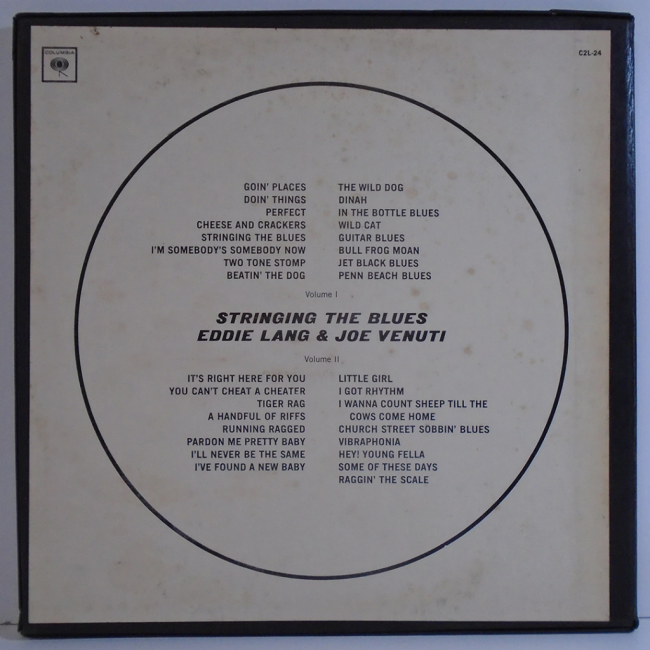 COLUMBIA
C2L-24
GOIN' PLACES
DOIN' THINGS
PERFECT
CHEESE AND CRACKERS
STRINGING THE BLUES
I'M SOMEBODY'S SOMEBODY NOW
TWO TONE STOMP
BEATIN' THE DOG
THE WILD DOG
DINAH
IN THE BOTTLE BLUES
WILD CAT
GUITAR BLUES
BULL FROG MOAN
JET BLACK BLUES
PENN BEACH BLUES
Volume I
STRINGING THE BLUES
EDDIE LANG & JOE VENUTI
Volume II
IT'S RIGHT HERE FOR YOU
YOU CAN'T CHEAT A CHEATER
TIGER RAG
A HANDFUL OF RIFFS
RUNNING RAGGED
PARDON ME PRETTY BABY
I'LL NEVER BE THE SAME
I'VE FOUND A NEW BABY
LITTLE GIRL
I GOT RHYTHM
I WANNA COUNT SHEEP TILL THE
COWS COME HOME
CHURCH STREET SOBBIN' BLUES
VIBRAPHONIA
HEY! YOUNG FELLA
SOME OF THESE DAYS
RAGGIN' THE SCALE